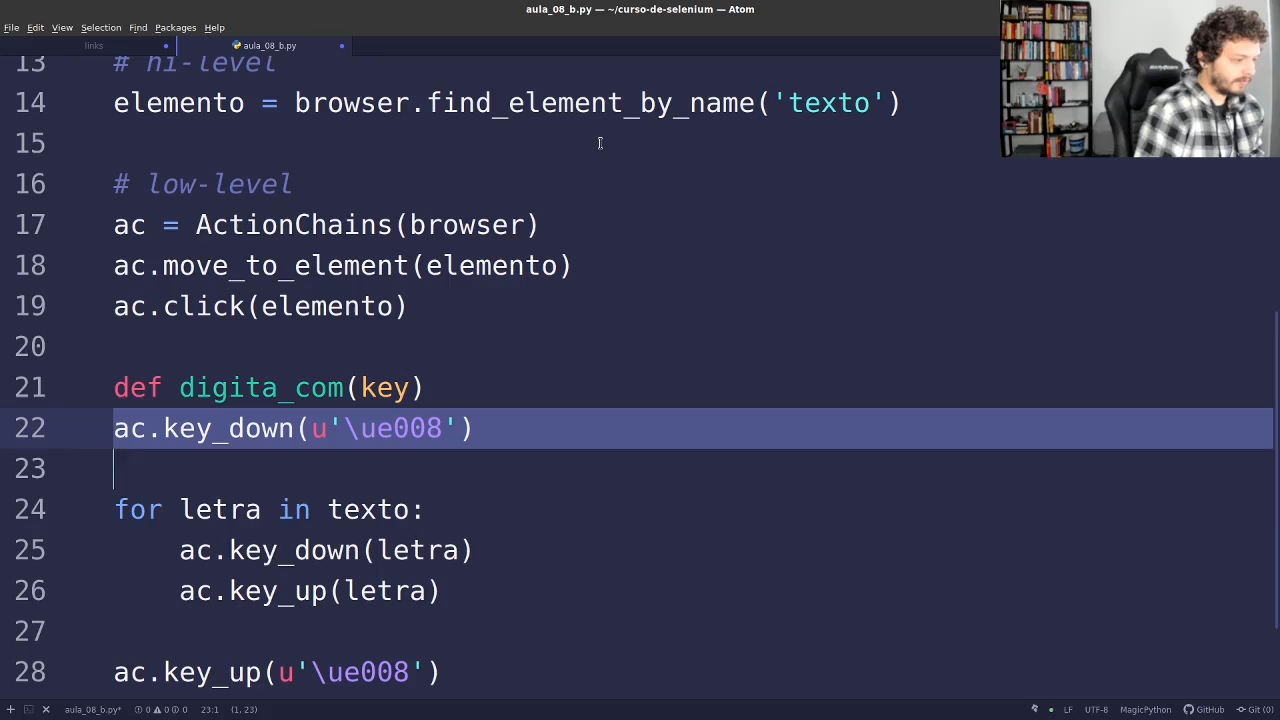 aula_08_b.py — ~/curso-de-selenium — Atom
File Edit View Selection Find Packages Help
links aula_08_b.py
13 # hi-level
14 elemento = browser.find_element_by_name('texto')
15
16 # low-level
17 ac = ActionChains(browser)
18 ac.move_to_element(elemento)
19 ac.click(elemento)
20
21 def digita_com(key)
22 ac.key_down(u'\ue008')
23
24 for letra in texto:
25 ac.key_down(letra)
26 ac.key_up(letra)
27
28 ac.key_up(u'\ue008')
aula_08_b.py* 0 0 0 23:1 (1, 23) LF UTF-8 MagicPython GitHub Git (0)